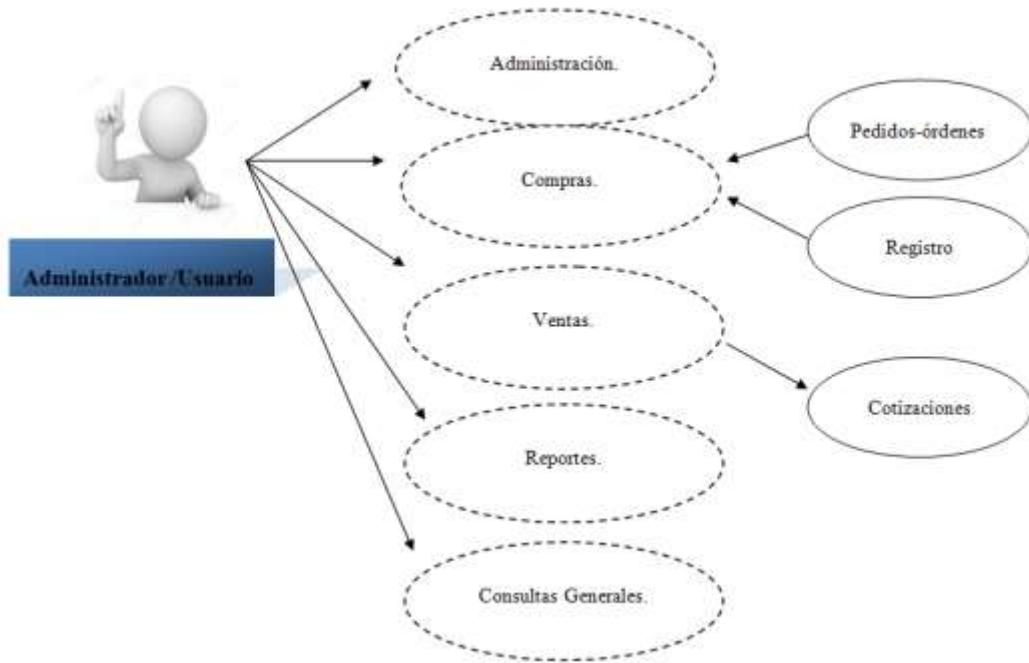 Administración.
Pedidos-órdenes
Compras.
Registro
Administrador/Usuario
Ventas.
Cotizaciones
Reportes.
Consultas Generales.